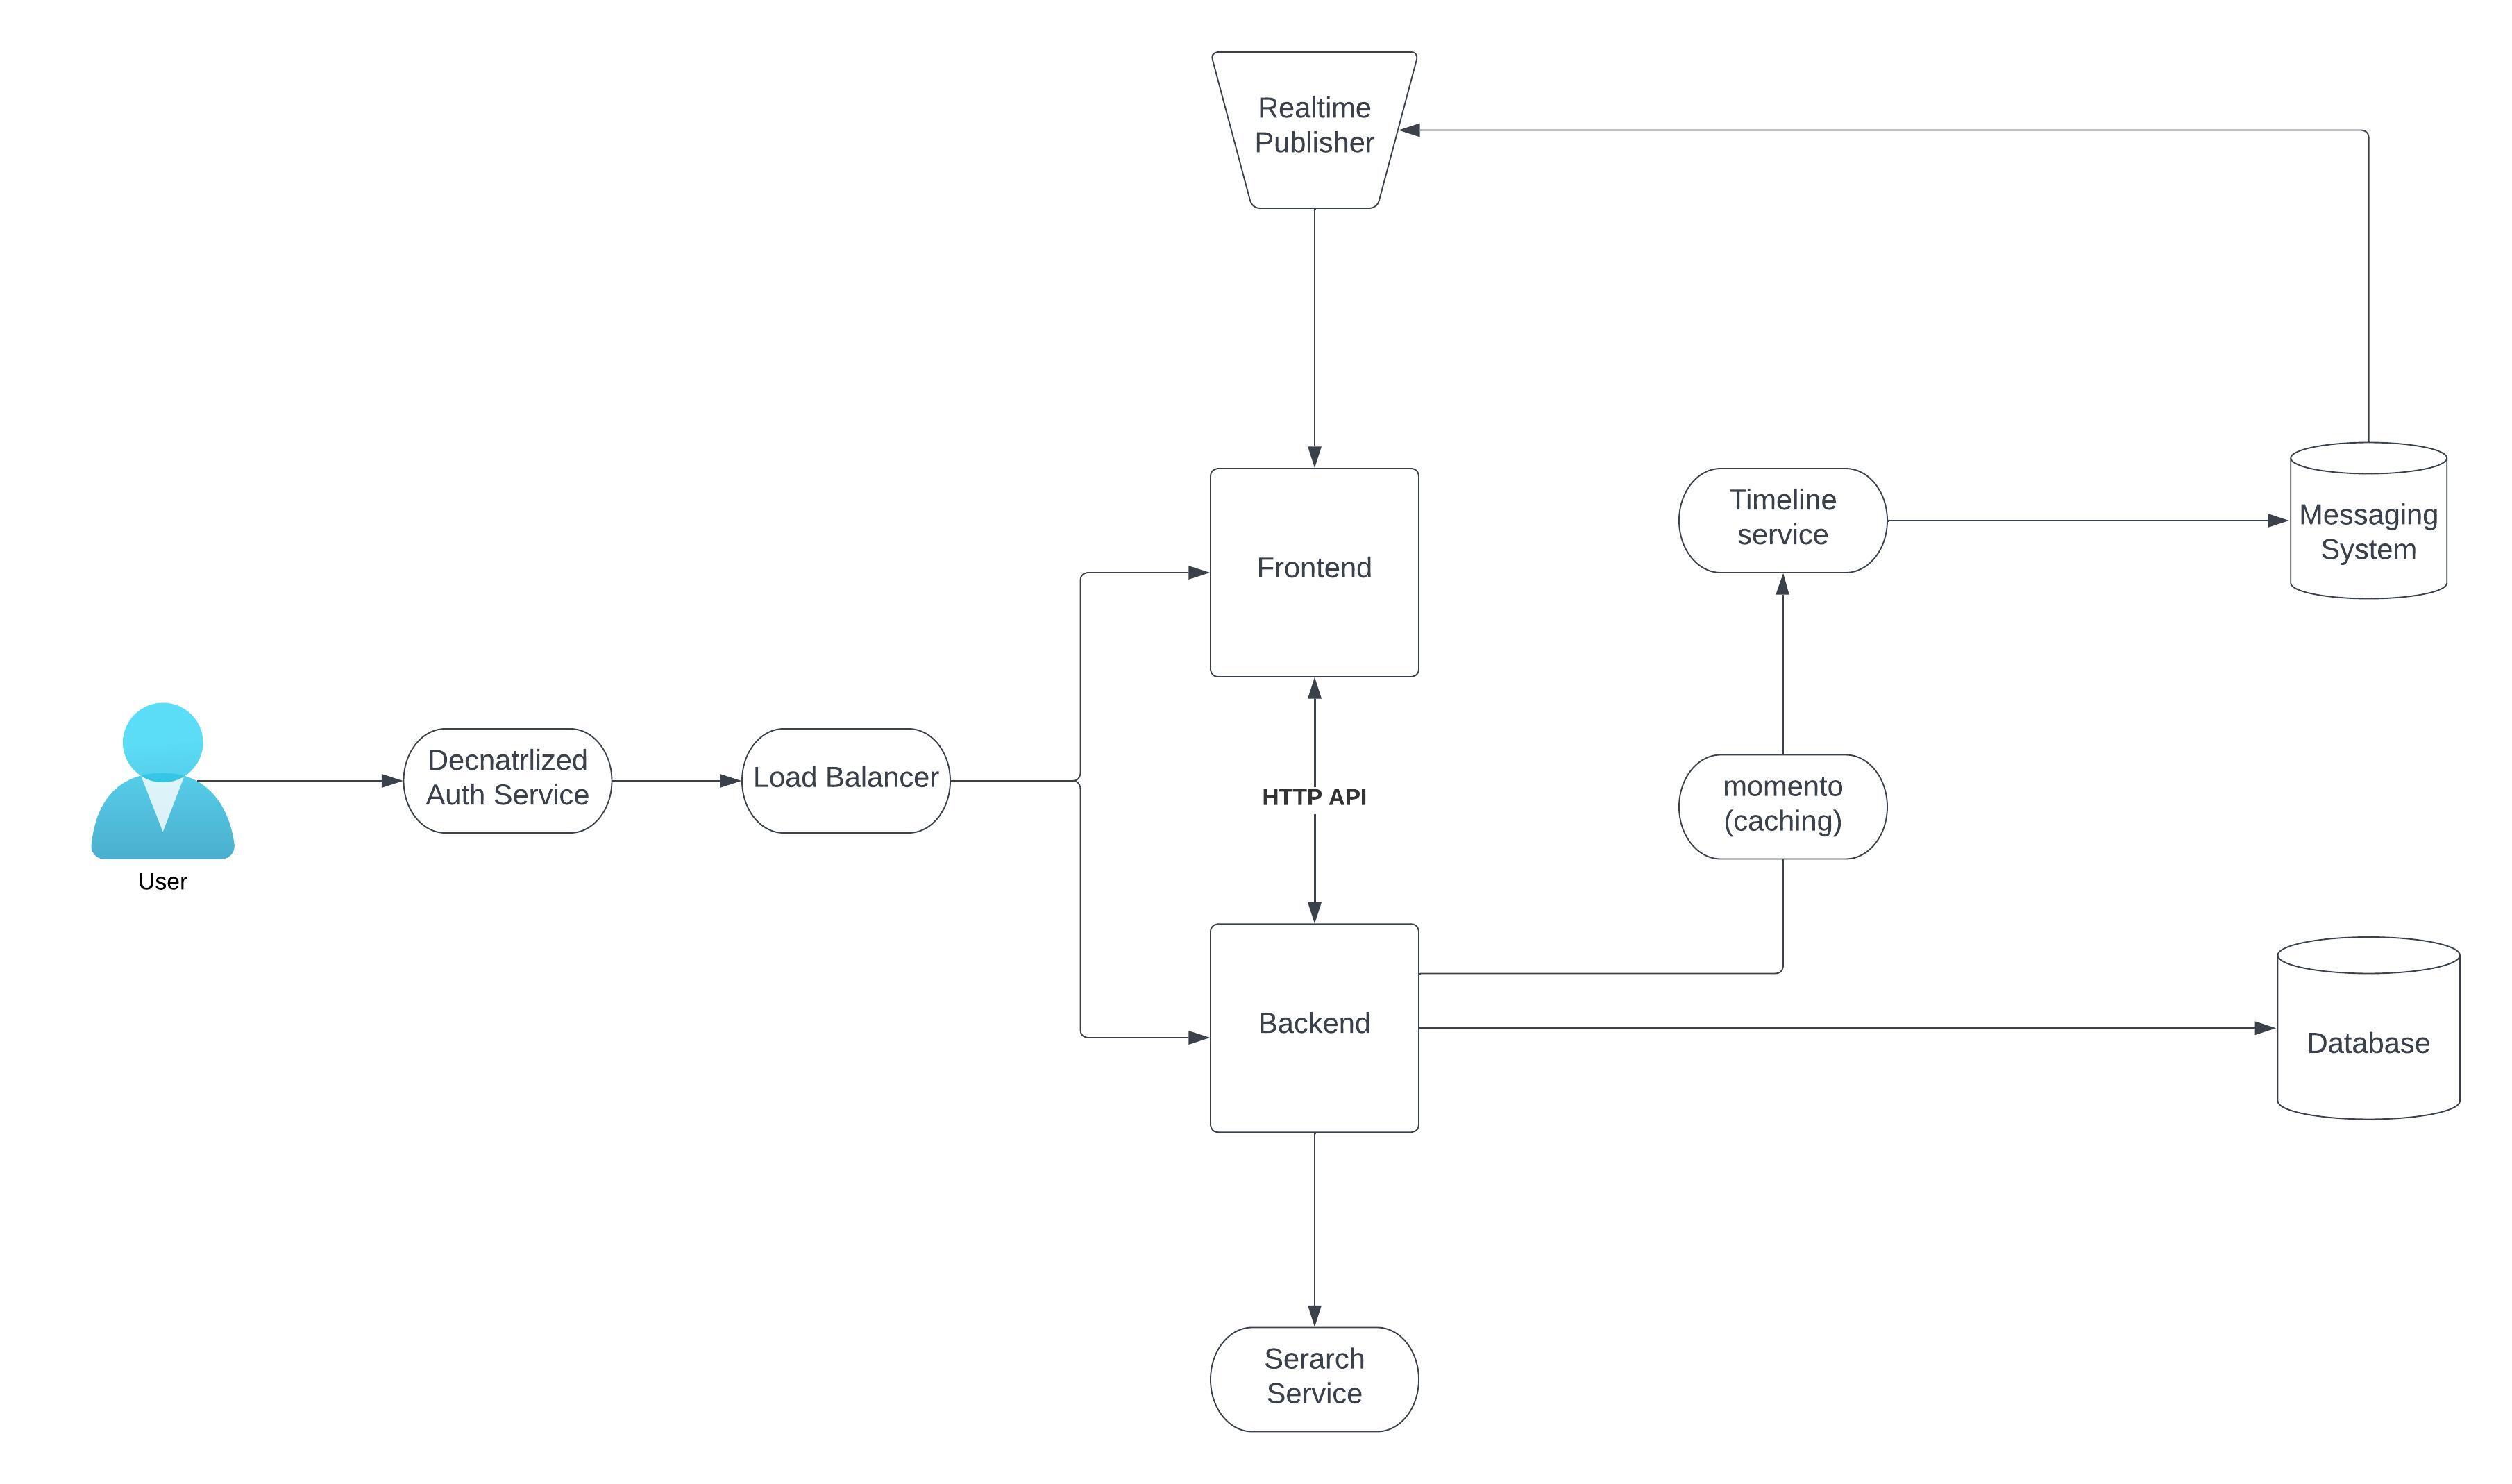 Realtime
Publisher
Frontend
Timeline
service
Messaging
System
User
Decnatrlized
Auth Service
Load Balancer
HTTP API
momento
(caching)
Backend
Database
Serarch
Service